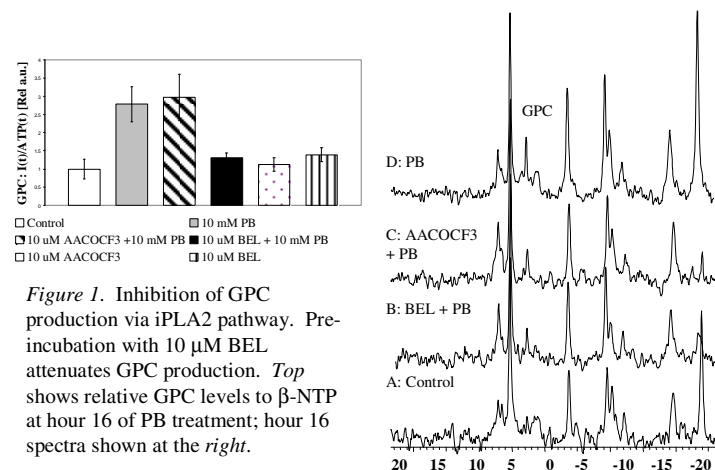 GPC: I(t)/ATP(t) [Rel a.u.]
4
3.5
3
2.5
2
1.5
1
0.5
0
Control
10 mM PB
10 uM AACOCF3 +10 mM PB
10 uM BEL + 10 mM PB
10 uM AACOCF3
10 uM BEL
Figure 1. Inhibition of GPC
production via iPLA2 pathway. Pre-
incubation with 10 μM BEL
attenuates GPC production. Top
shows relative GPC levels to β-NTP
at hour 16 of PB treatment; hour 16
spectra shown at the right.
GPC
D: PB
C: AACOCF3
+ PB
B: BEL + PB
A: Control
20 15 10 5 0 -5 -10 -15 -20